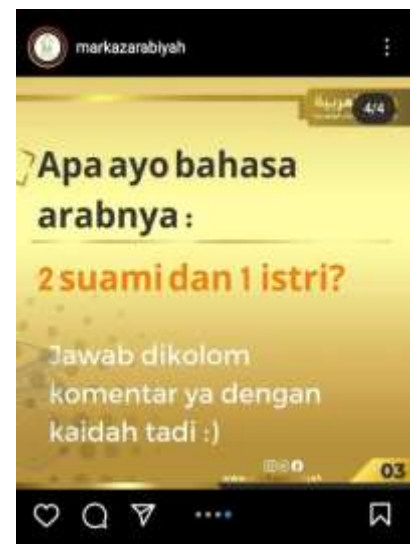 markazarabiyah
العربية
4/4
Apa ayo bahasa
arabnya :
2 suami dan 1 istri?
Jawab dikolom
komentar ya dengan
kaidah tadi :)
03